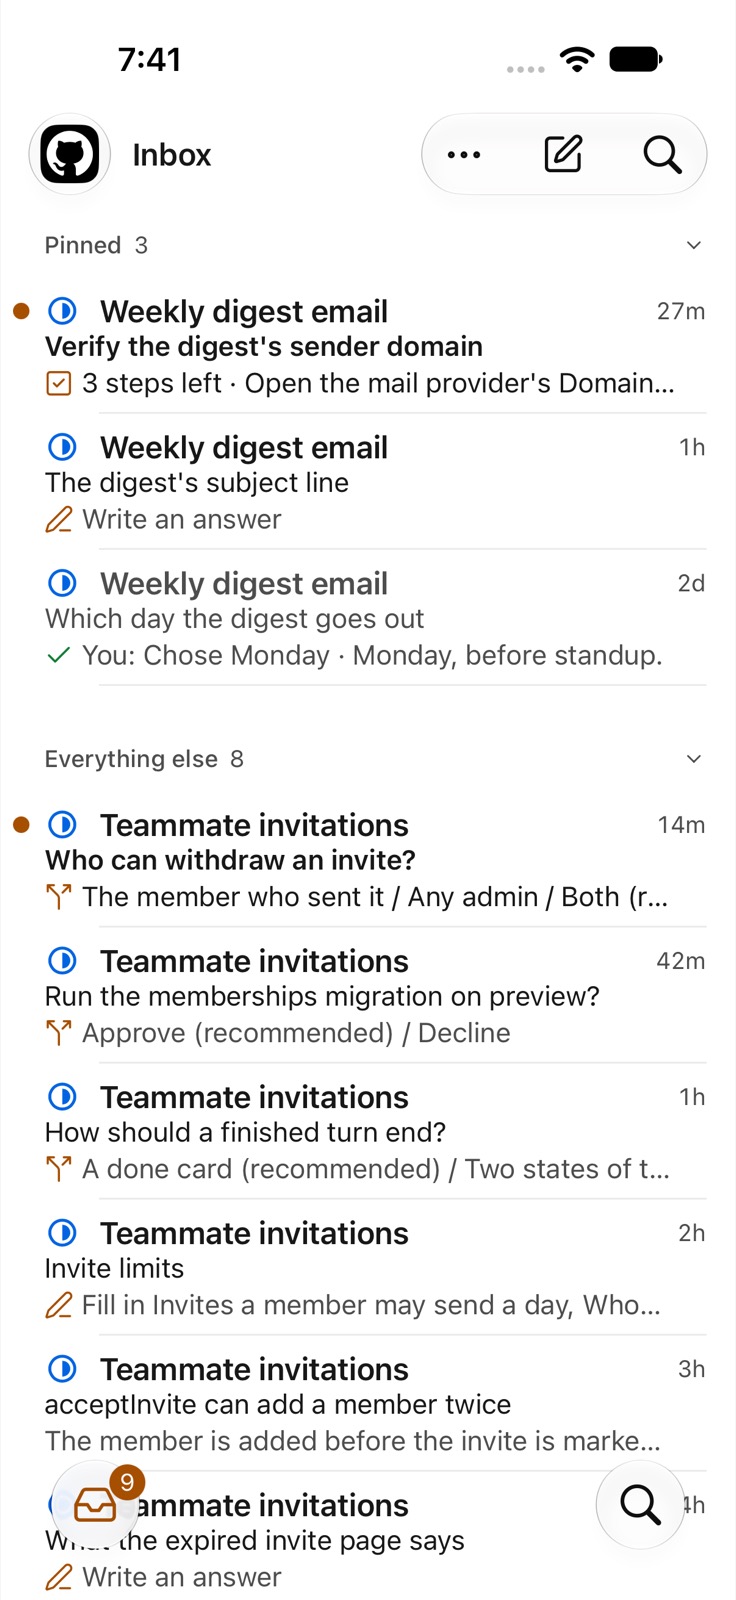 7:41
Inbox
Pinned 3
Weekly digest email 27m
Verify the digest's sender domain
3 steps left · Open the mail provider's Domain...
Weekly digest email 1h
The digest's subject line
Write an answer
Weekly digest email 2d
Which day the digest goes out
You: Chose Monday · Monday, before standup.
Everything else 8
Teammate invitations 14m
Who can withdraw an invite?
The member who sent it / Any admin / Both (r...
Teammate invitations 42m
Run the memberships migration on preview?
Approve (recommended) / Decline
Teammate invitations 1h
How should a finished turn end?
A done card (recommended) / Two states of t...
Teammate invitations 2h
Invite limits
Fill in Invites a member may send a day, Who...
Teammate invitations 3h
acceptInvite can add a member twice
The member is added before the invite is marke...
9
ammate invitations 4h
What the expired invite page says
Write an answer